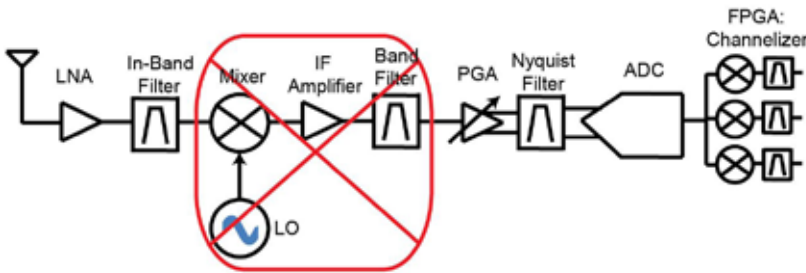 LNA
In-Band
Filter
Mixer
IF
Amplifier
Band
Filter
PGA
Nyquist
Filter
ADC
FPGA:
Channelizer
LO